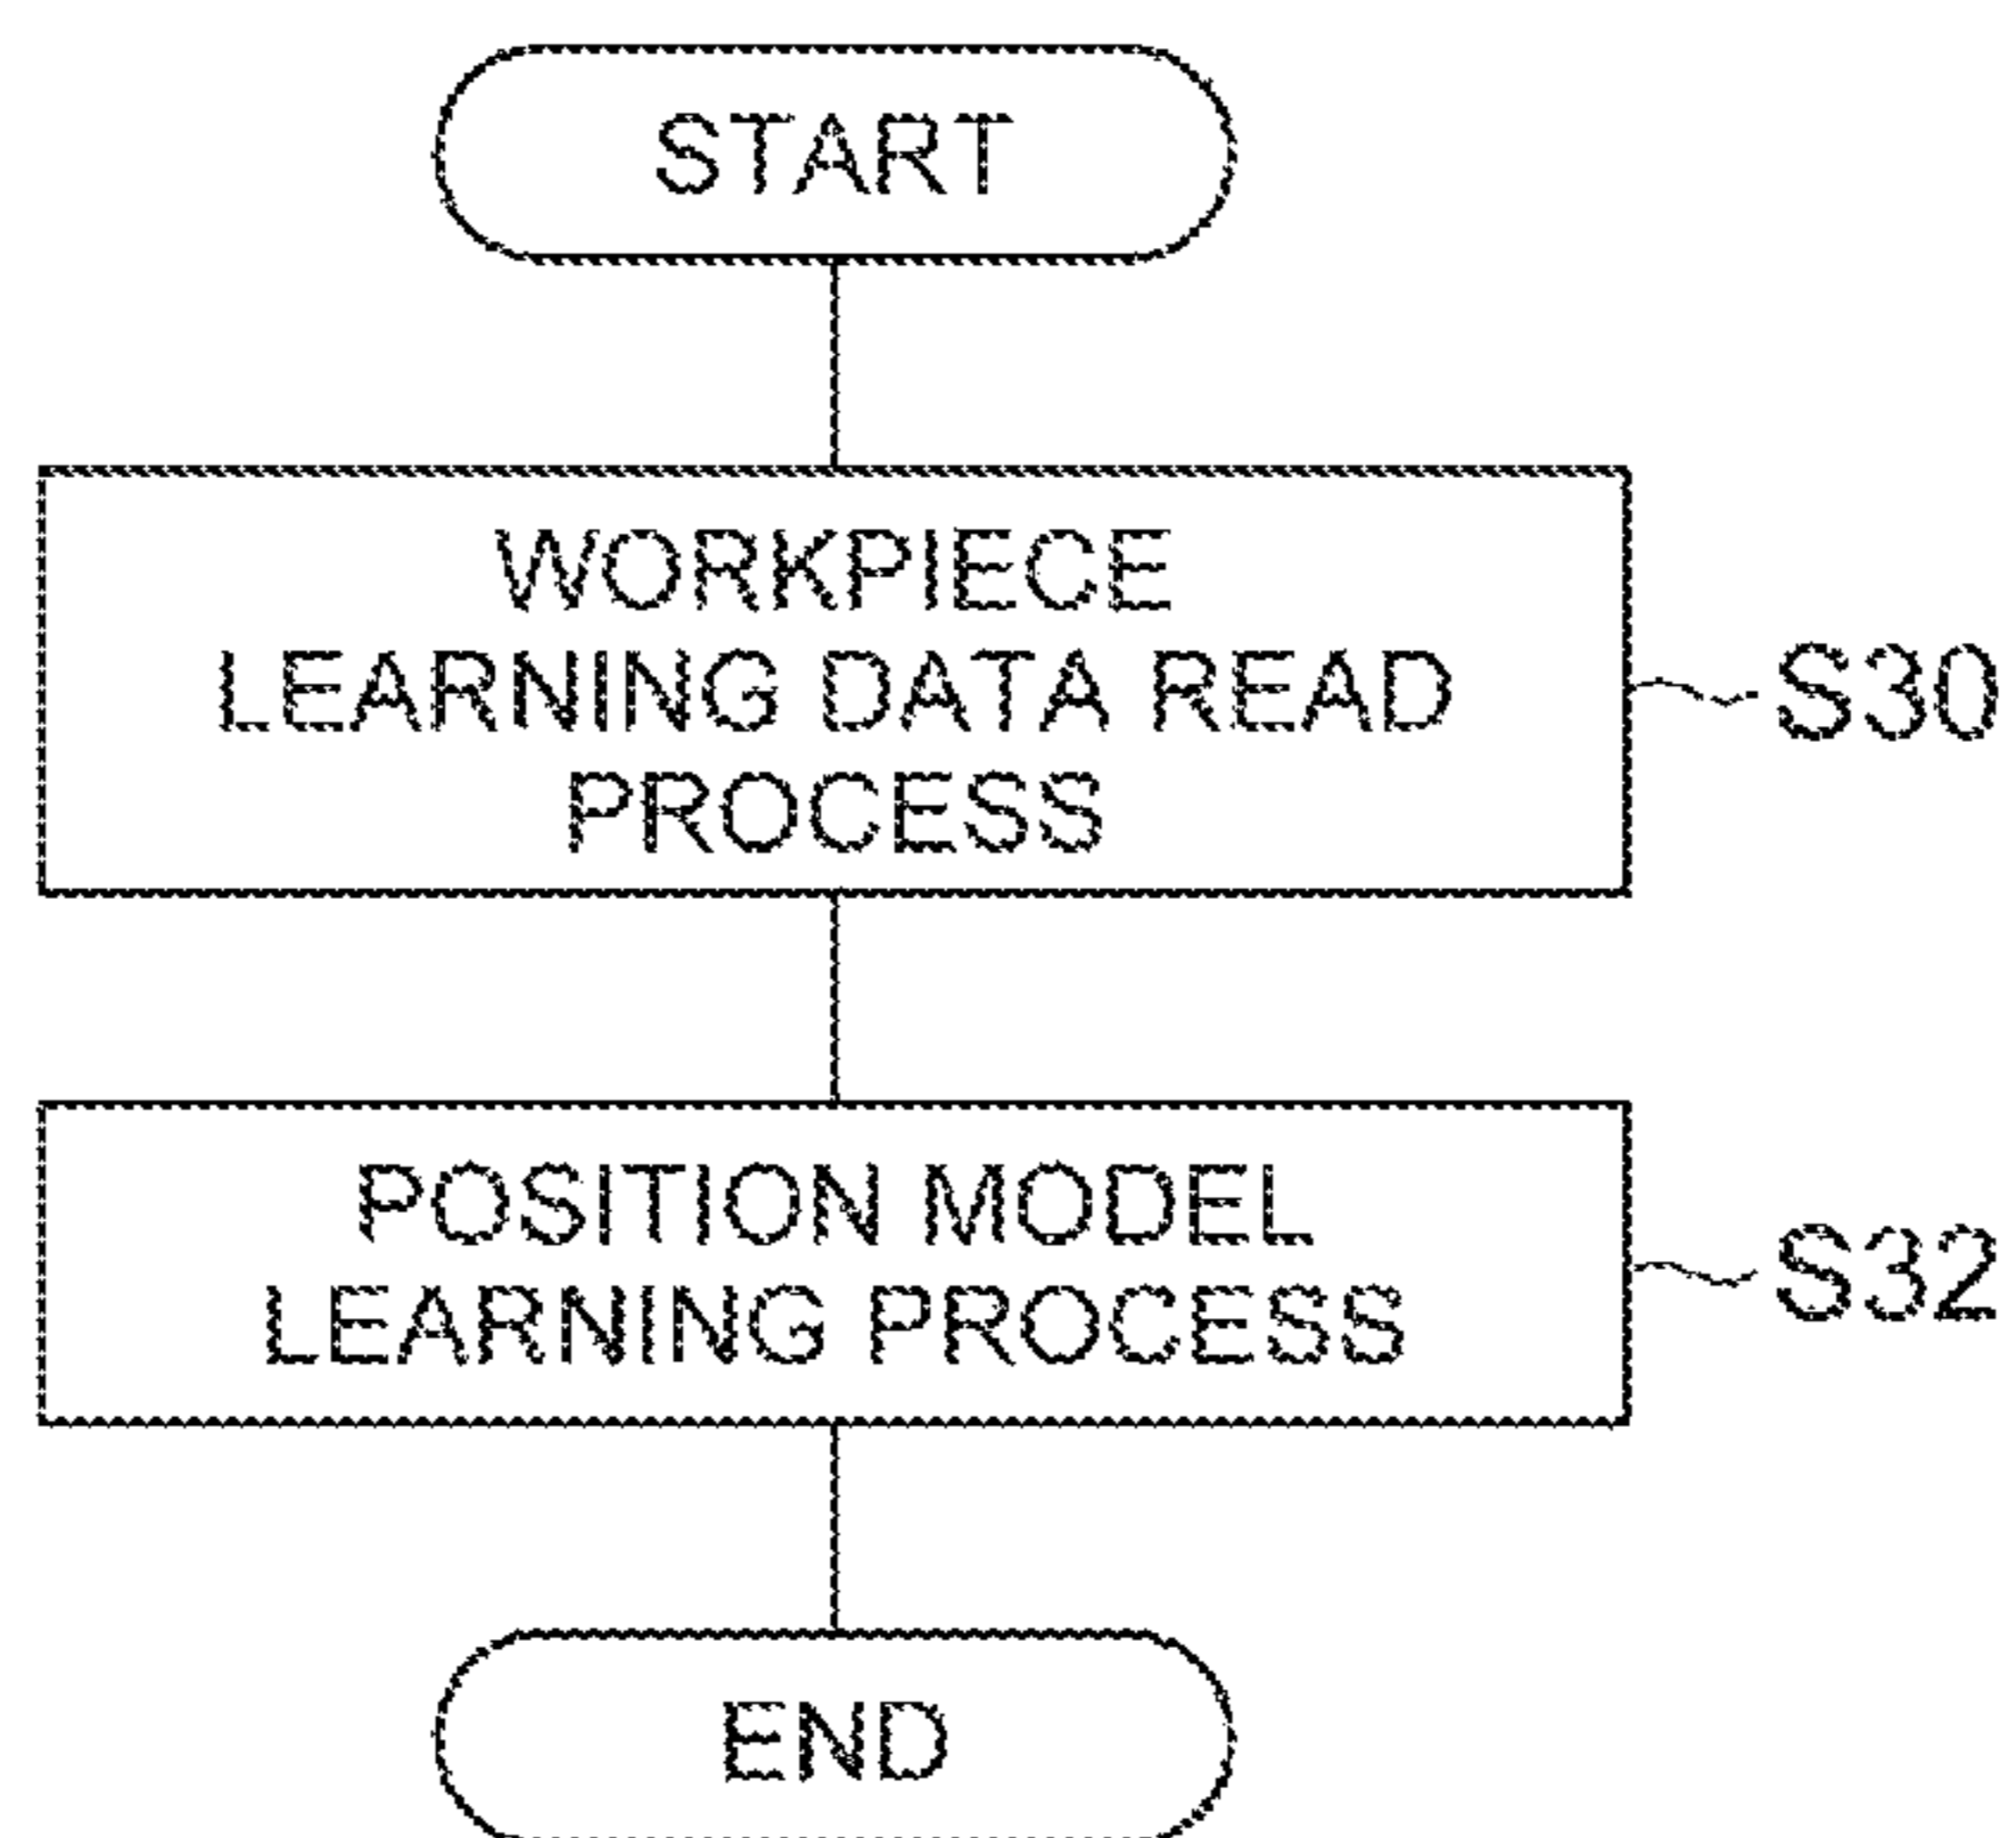 START
WORKPIECE
LEARNING DATA READ
PROCESS
S30
POSITION MODEL
LEARNING PROCESS
S32
END